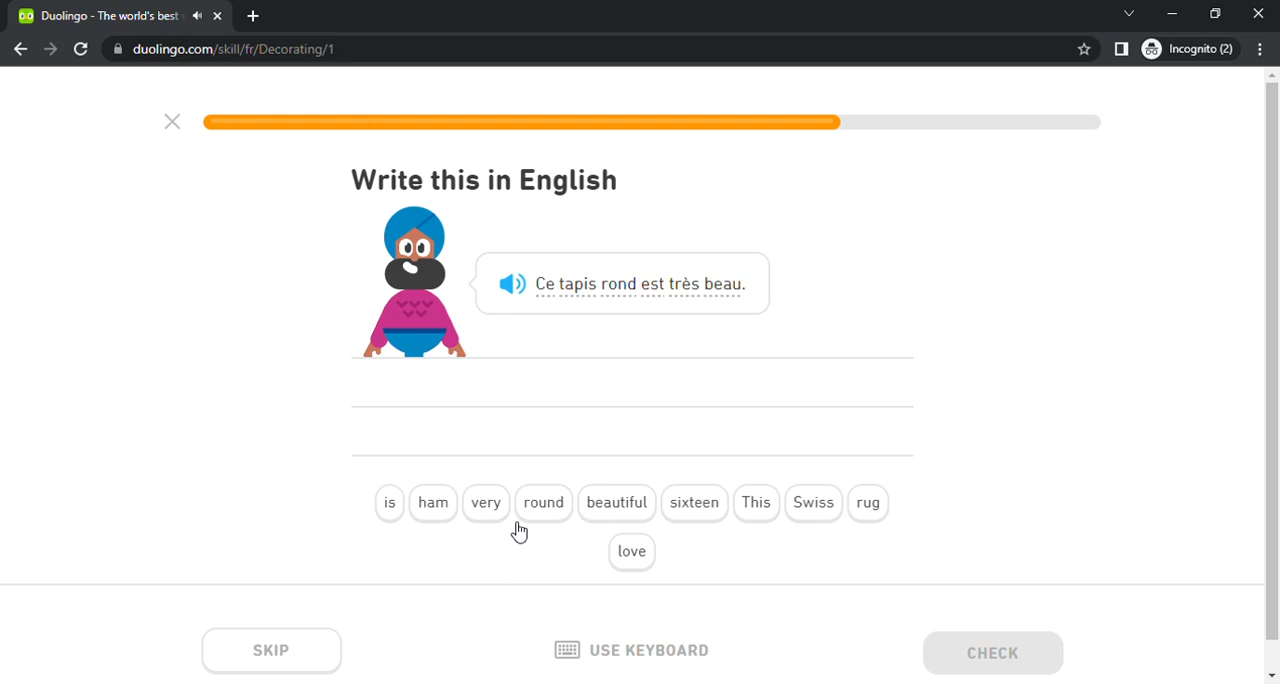 Duolingo - The world's best
duolingo.com/skill/fr/Decorating/1
Incognito (2)
Write this in English
Ce tapis rond est très beau.
is ham very round beautiful sixteen This Swiss rug
love
SKIP USE KEYBOARD CHECK